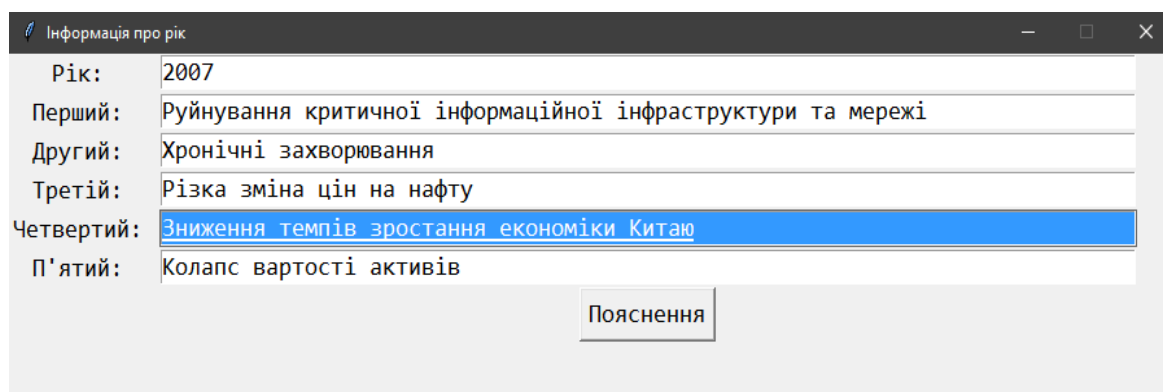 Інформація про рік
Рік: 2007
Перший: Руйнування критичної інформаційної інфраструктури та мережі
Другий: Хронічні захворювання
Третій: Різка зміна цін на нафту
Четвертий: Зниження темпів зростання економіки Китаю
П'ятий: Колапс вартості активів
Пояснення